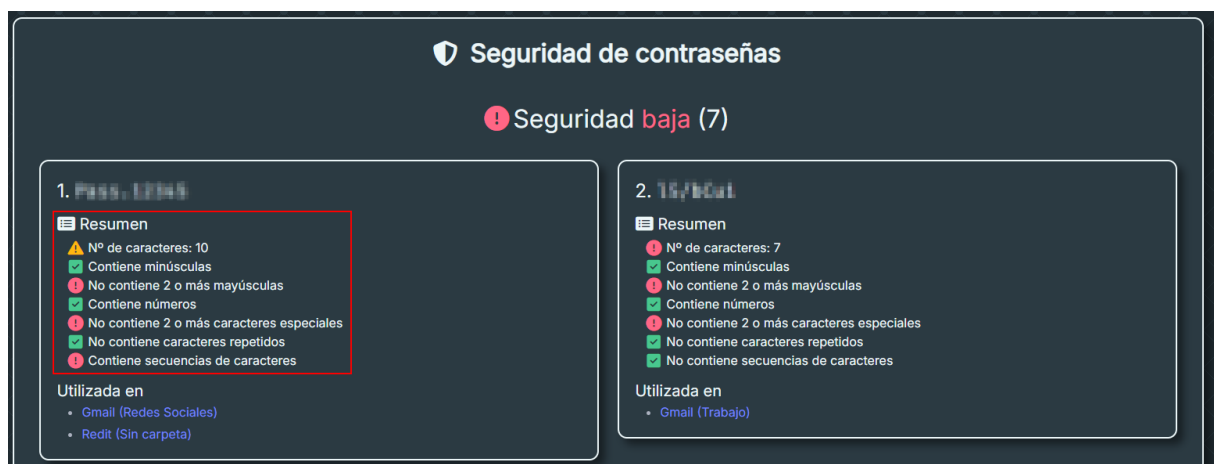 Seguridad de contraseñas
Seguridad baja (7)
1.
Resumen
Nº de caracteres: 10
Contiene minúsculas
No contiene 2 o más mayúsculas
Contiene números
No contiene 2 o más caracteres especiales
No contiene caracteres repetidos
Contiene secuencias de caracteres
Utilizada en
Gmail (Redes Sociales)
Redit (Sin carpeta)
2.
Resumen
Nº de caracteres: 7
Contiene minúsculas
No contiene 2 o más mayúsculas
Contiene números
No contiene 2 o más caracteres especiales
No contiene caracteres repetidos
No contiene secuencias de caracteres
Utilizada en
Gmail (Trabajo)